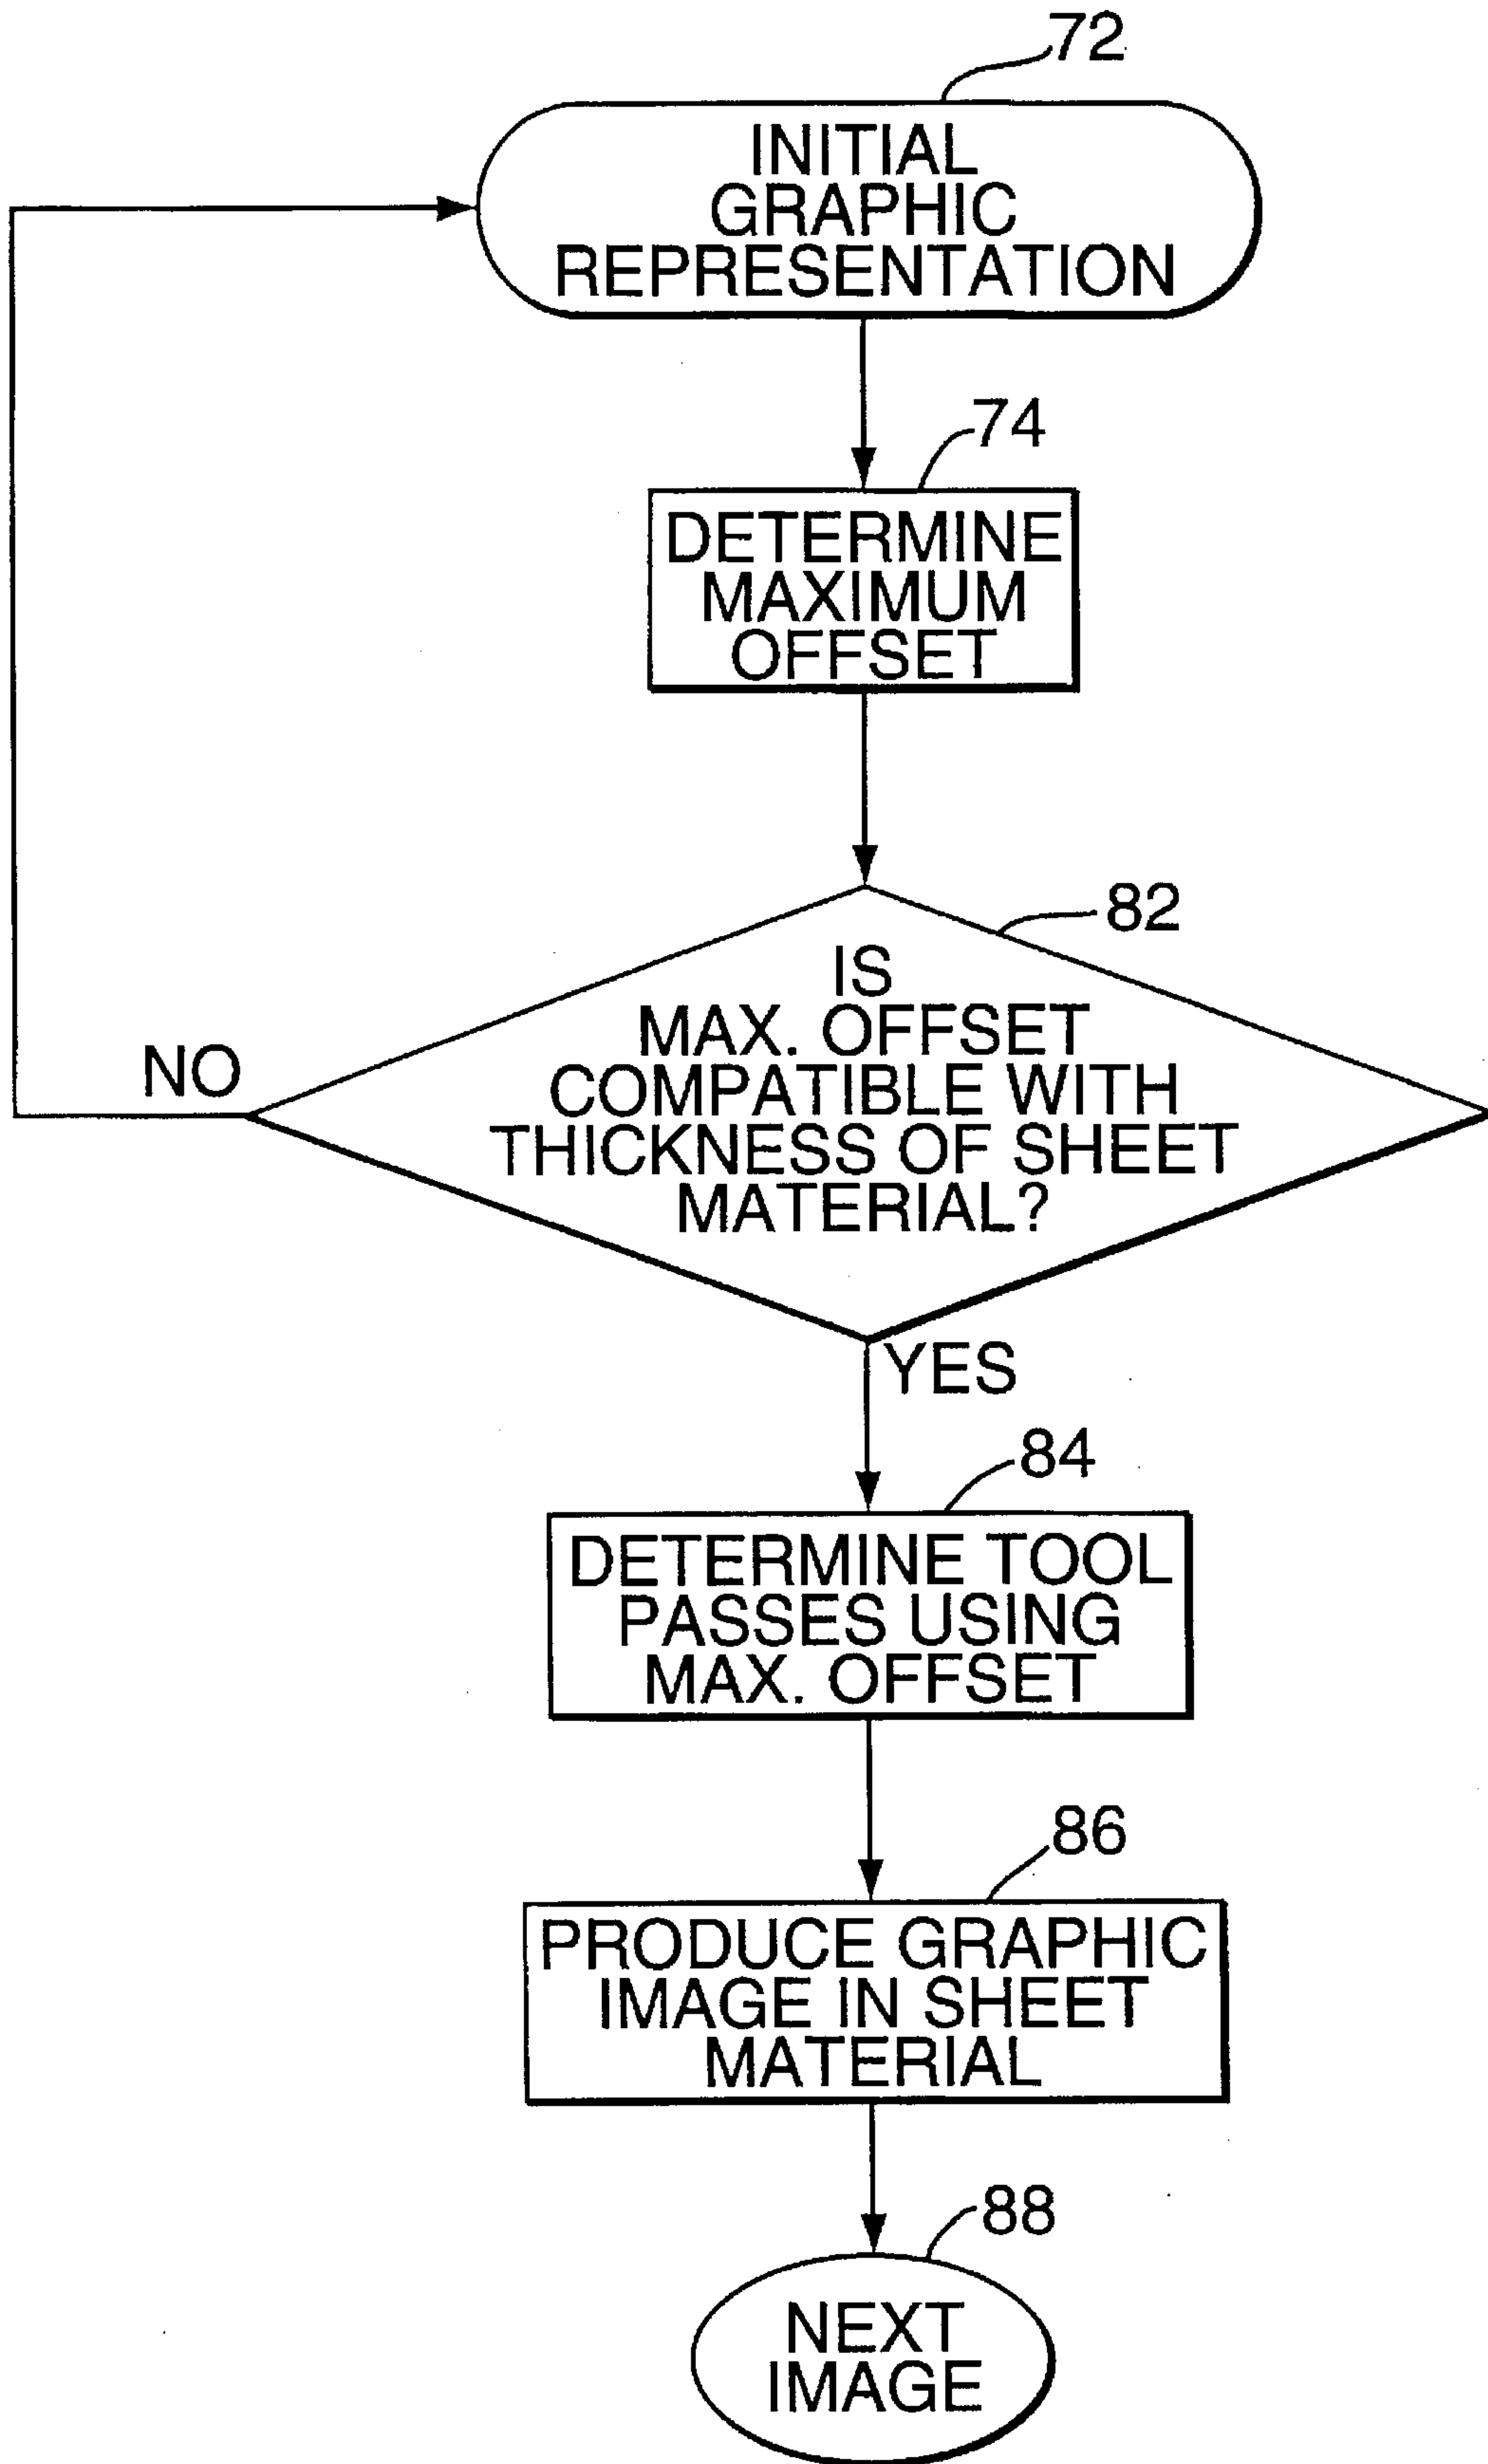 72
INITIAL
GRAPHIC
REPRESENTATION
74
DETERMINE
MAXIMUM
OFFSET
82
IS
MAX. OFFSET
COMPATIBLE WITH
THICKNESS OF SHEET
MATERIAL?
NO
YES
84
DETERMINE TOOL
PASSES USING
MAX. OFFSET
86
PRODUCE GRAPHIC
IMAGE IN SHEET
MATERIAL
88
NEXT
IMAGE